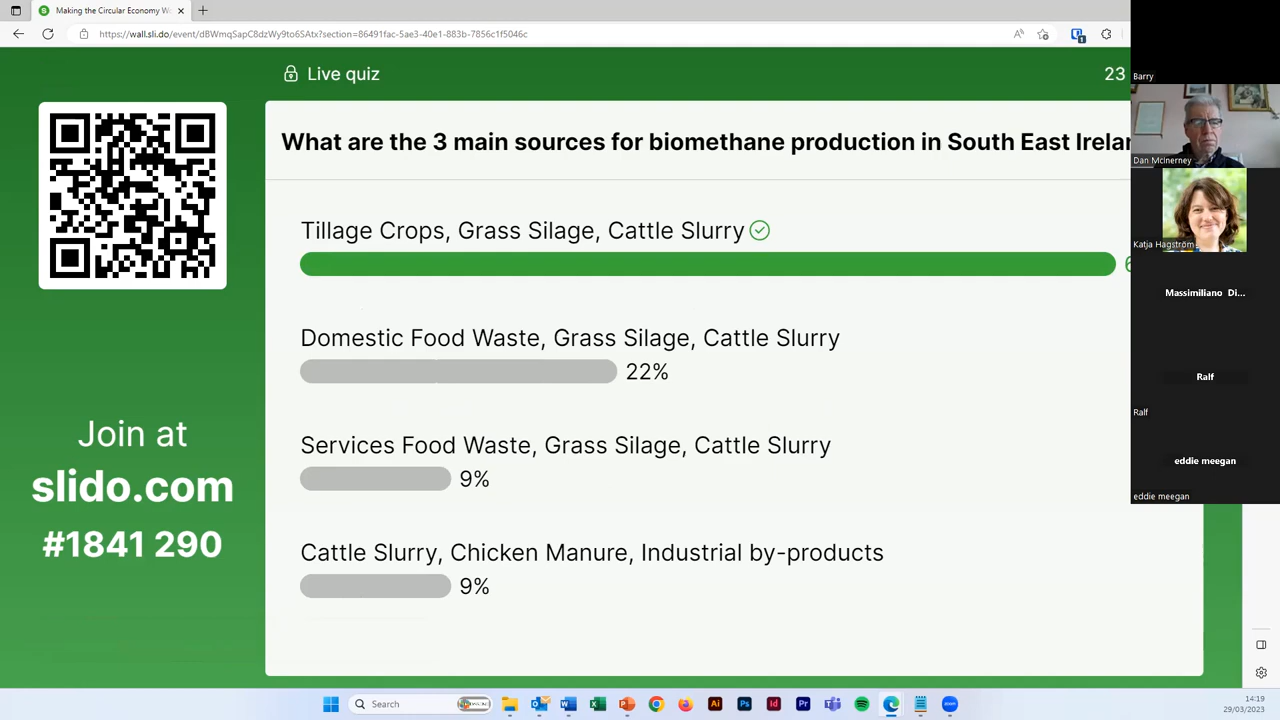 Making the Circular Economy W
https://wall.sli.do/event/dBWmqSapC8dzWy9to6SAtx?section=86491fac-5ae3-40e1-883b-7856c1f5046c
Live quiz
23
What are the 3 main sources for biomethane production in South East Irelan
Tillage Crops, Grass Silage, Cattle Slurry
6
Domestic Food Waste, Grass Silage, Cattle Slurry
22%
Services Food Waste, Grass Silage, Cattle Slurry
9%
Cattle Slurry, Chicken Manure, Industrial by-products
9%
Join at
slido.com
#1841 290
Barry
Dan McInerney
Katja Hagström
Massimiliano Di...
Ralf
Ralf
eddie meegan
eddie meegan
Search
14:19
29/03/2023